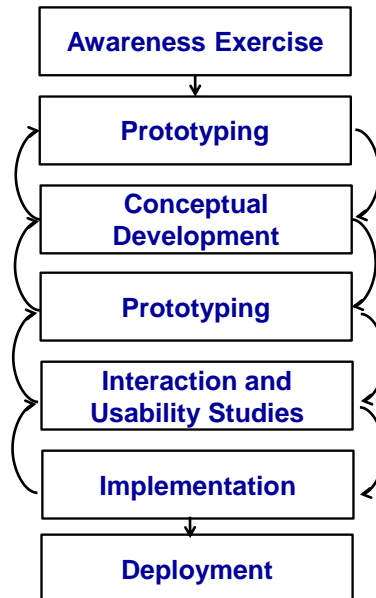 Awareness Exercise
Prototyping
Conceptual
Development
Prototyping
Interaction and
Usability Studies
Implementation
Deployment